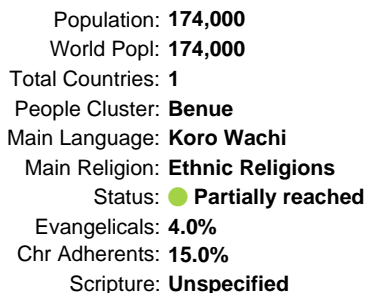 Population: 174,000
World Popl: 174,000
Total Countries: 1
People Cluster: Benue
Main Language: Koro Wachi
Main Religion: Ethnic Religions
Status: Partially reached
Evangelicals: 4.0%
Chr Adherents: 15.0%
Scripture: Unspecified